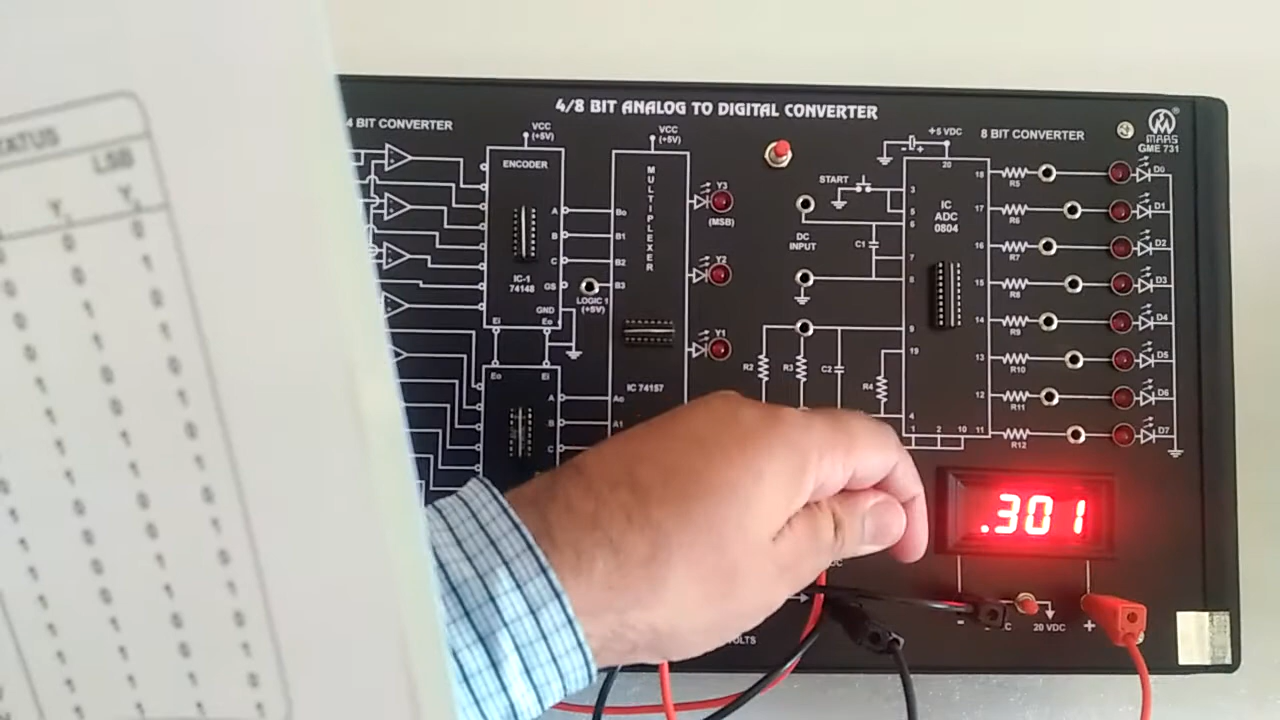 4/8 BIT ANALOG TO DIGITAL CONVERTER
4 BIT CONVERTER
VCC
(+5V)
ENCODER
A
B
C
GS
IC-1
74148
GND
Ei
Eo
Eo
Ei
A
B
C
LOGIC 1
(+5V)
VCC
(+5V)
MULTIPLEXER
Bo
B1
B2
B3
IC 74157
Ao
A1
Y3
(MSB)
Y2
Y1
START
DC
INPUT
C1
R2
R3
C2
R4
+5 VDC
8 BIT CONVERTER
MARS
GME 731
20
IC
ADC
0804
3
5
6
7
8
9
19
4
1
2
10
11
18
17
16
15
14
13
12
R5
R6
R7
R8
R9
R10
R11
R12
D0
D1
D2
D3
D4
D5
D6
D7
.301
-
20 VDC
+
VOLTS
TATUS
LSB